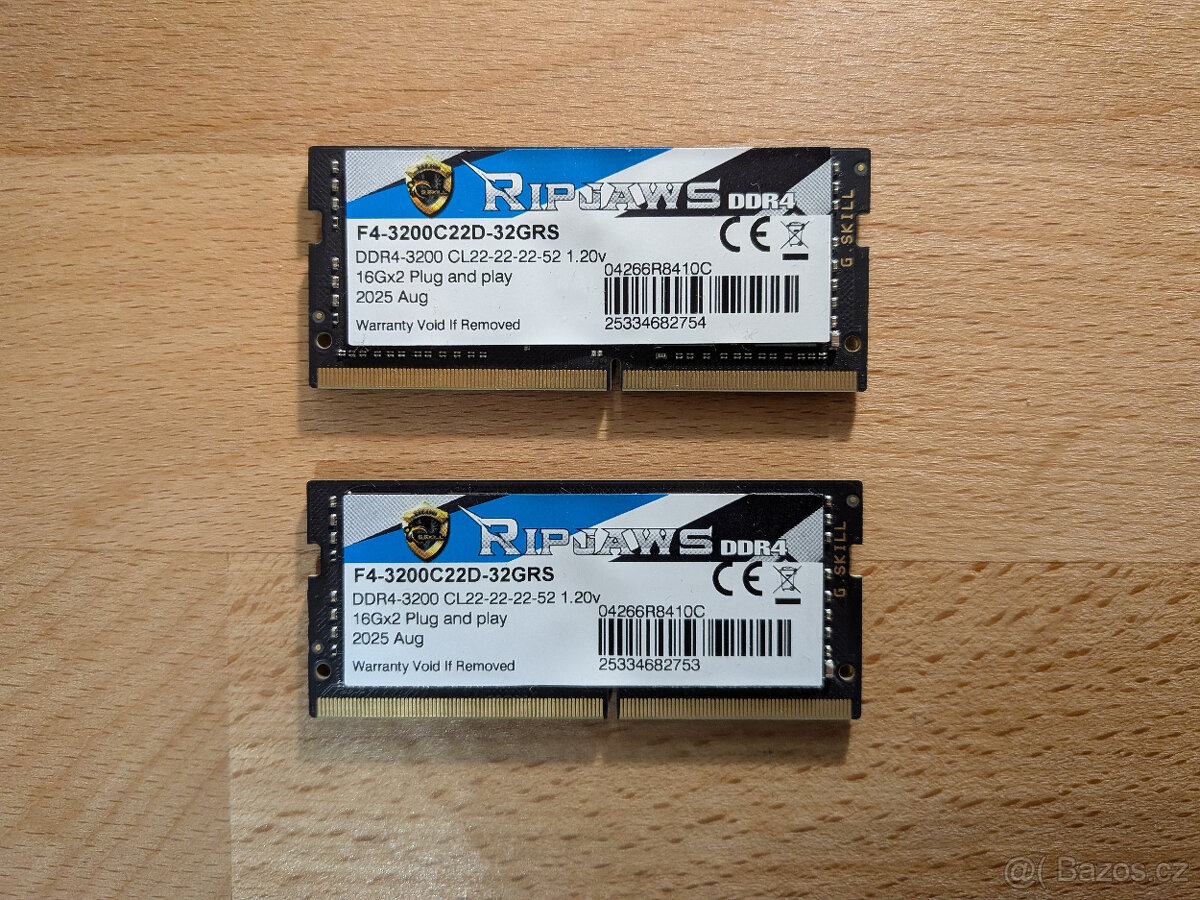 RIPJAWS DDR4
F4-3200C22D-32GRS
DDR4-3200 CL22-22-22-52 1.20v
16Gx2 Plug and play
2025 Aug
Warranty Void If Removed
04266R8410C
25334682754
CE
G.SKILL
RIPJAWS DDR4
F4-3200C22D-32GRS
DDR4-3200 CL22-22-22-52 1.20v
16Gx2 Plug and play
2025 Aug
Warranty Void If Removed
04266R8410C
25334682753
CE
G.SKILL
@( Bazos.cz